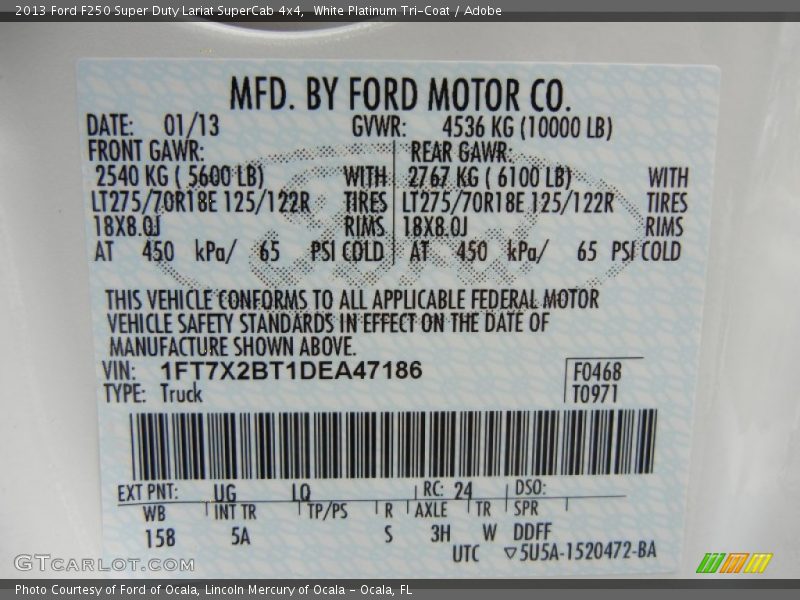 2013 Ford F250 Super Duty Lariat SuperCab 4x4,  White Platinum Tri-Coat / Adobe
MFD. BY FORD MOTOR CO.
DATE: 01/13 GVWR: 4536 KG (10000 LB)
FRONT GAWR: REAR GAWR:
2540 KG ( 5600 LB) WITH 2767 KG ( 6100 LB) WITH
LT275/70R18E 125/122R TIRES LT275/70R18E 125/122R TIRES
18X8.0J RIMS 18X8.0J RIMS
AT 450 kPa/ 65 PSI COLD AT 450 kPa/ 65 PSI COLD
THIS VEHICLE CONFORMS TO ALL APPLICABLE FEDERAL MOTOR
VEHICLE SAFETY STANDARDS IN EFFECT ON THE DATE OF
MANUFACTURE SHOWN ABOVE.
VIN: 1FT7X2BT1DEA47186 F0468
TYPE: Truck T0971
EXT PNT: UG LQ RC: 24 DSO:
WB INT TR TP/PS R AXLE TR SPR
158 5A S 3H W DDFF
UTC ▽5U5A-1520472-BA
GTCarLot.com
Photo Courtesy of Ford of Ocala, Lincoln Mercury of Ocala - Ocala, FL